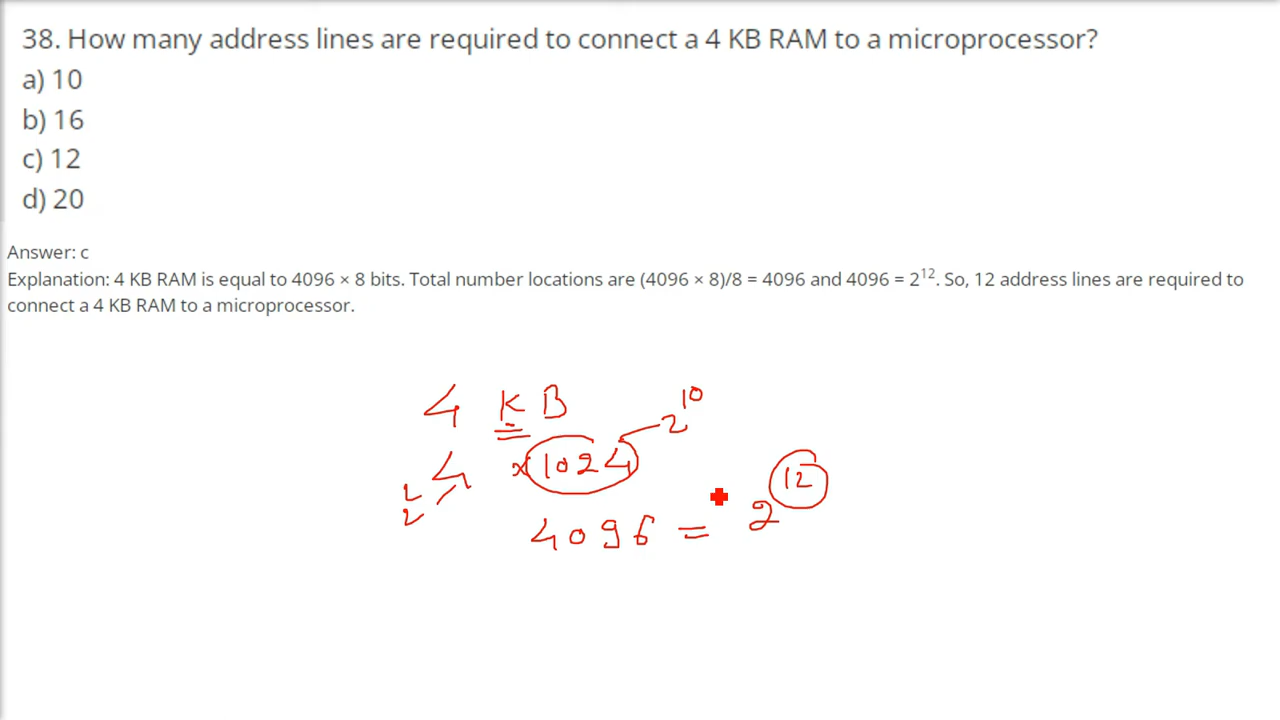 38. How many address lines are required to connect a 4 KB RAM to a microprocessor?
a) 10
b) 16
c) 12
d) 20
Answer: c
Explanation: 4 KB RAM is equal to 4096 × 8 bits. Total number locations are (4096 × 8)/8 = 4096 and 4096 = 2¹². So, 12 address lines are required to
connect a 4 KB RAM to a microprocessor.
4 KB
2¹⁰
4 × 1024
2
2
4096 = 2¹²